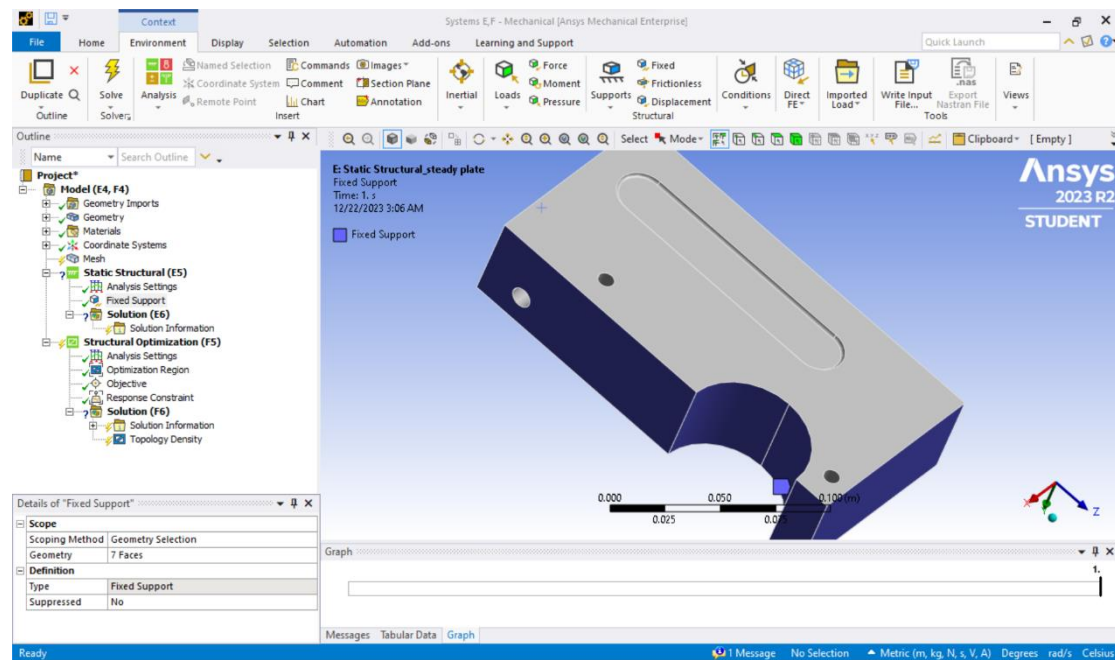 Context
Systems E,F - Mechanical [Ansys Mechanical Enterprise]
File Home Environment Display Selection Automation Add-ons Learning and Support
Quick Launch
Duplicate
Solve
Analysis
Named Selection
Coordinate System
Remote Point
Commands
Comment
Chart
Images
Section Plane
Annotation
Inertial
Loads
Force
Moment
Pressure
Supports
Fixed
Frictionless
Displacement
Conditions
Direct
FE
Imported
Load
Write Input
File...
Export
Nastran File
Views
Outline
Solver
Insert
Structural
Tools
Outline
Name
Search Outline
Select
Mode
Clipboard
[Empty]
Project*
Model (E4, F4)
Geometry Imports
Geometry
Materials
Coordinate Systems
Mesh
Static Structural (E5)
Analysis Settings
Fixed Support
Solution (E6)
Solution Information
Structural Optimization (F5)
Analysis Settings
Optimization Region
Objective
Response Constraint
Solution (F6)
Solution Information
Topology Density
E: Static Structural_steady plate
Fixed Support
Time: 1. s
12/22/2023 3:06 AM
Fixed Support
Ansys
2023 R2
STUDENT
0.000 0.050 0.100 (m)
0.025
Z
Details of "Fixed Support"
Scope
Scoping Method Geometry Selection
Geometry 7 Faces
Definition
Type Fixed Support
Suppressed No
Graph
1.
Messages Tabular Data Graph
Ready
1 Message No Selection Metric (m, kg, N, s, V, A) Degrees rad/s Celsius